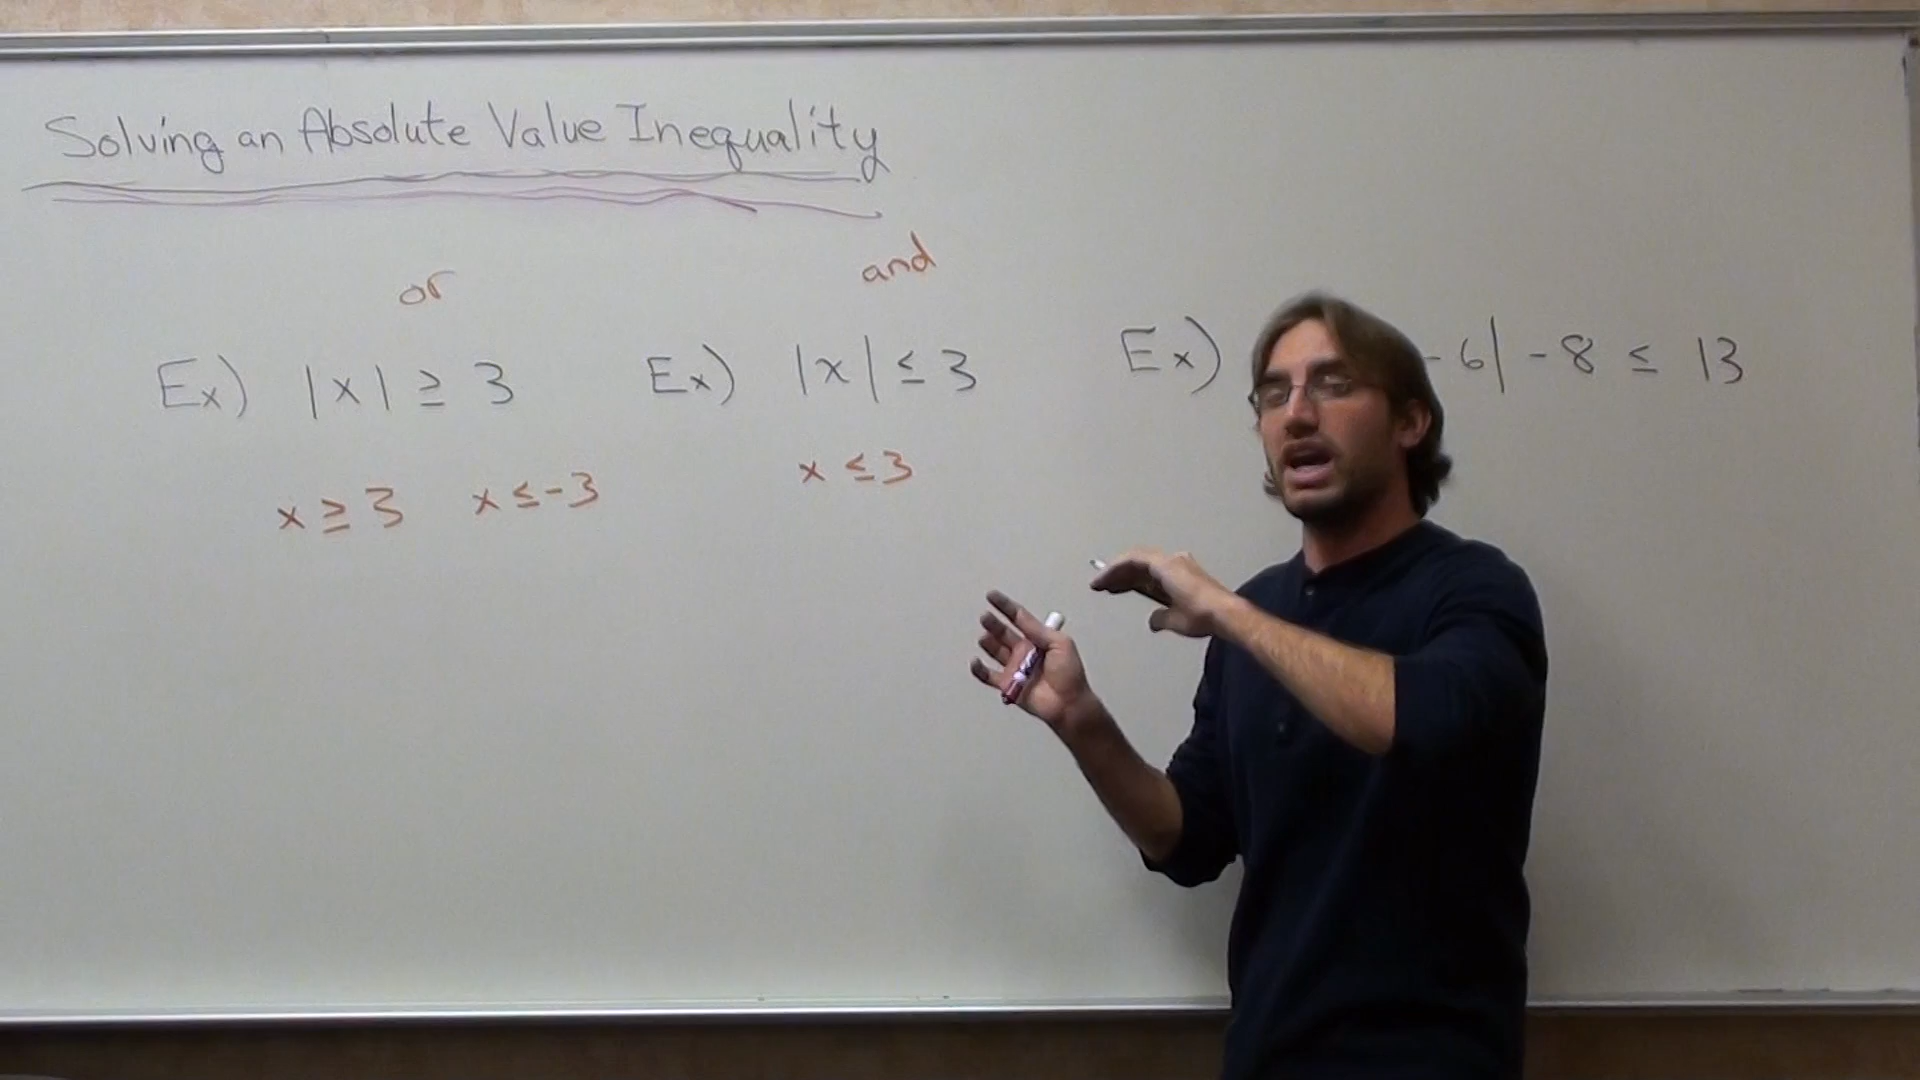 Solving an Absolute Value Inequality
or
and
Ex) |x| ≥ 3
Ex) |x| ≤ 3
Ex) - 6| - 8 ≤ 13
x ≥ 3 x ≤ -3
x ≤ 3